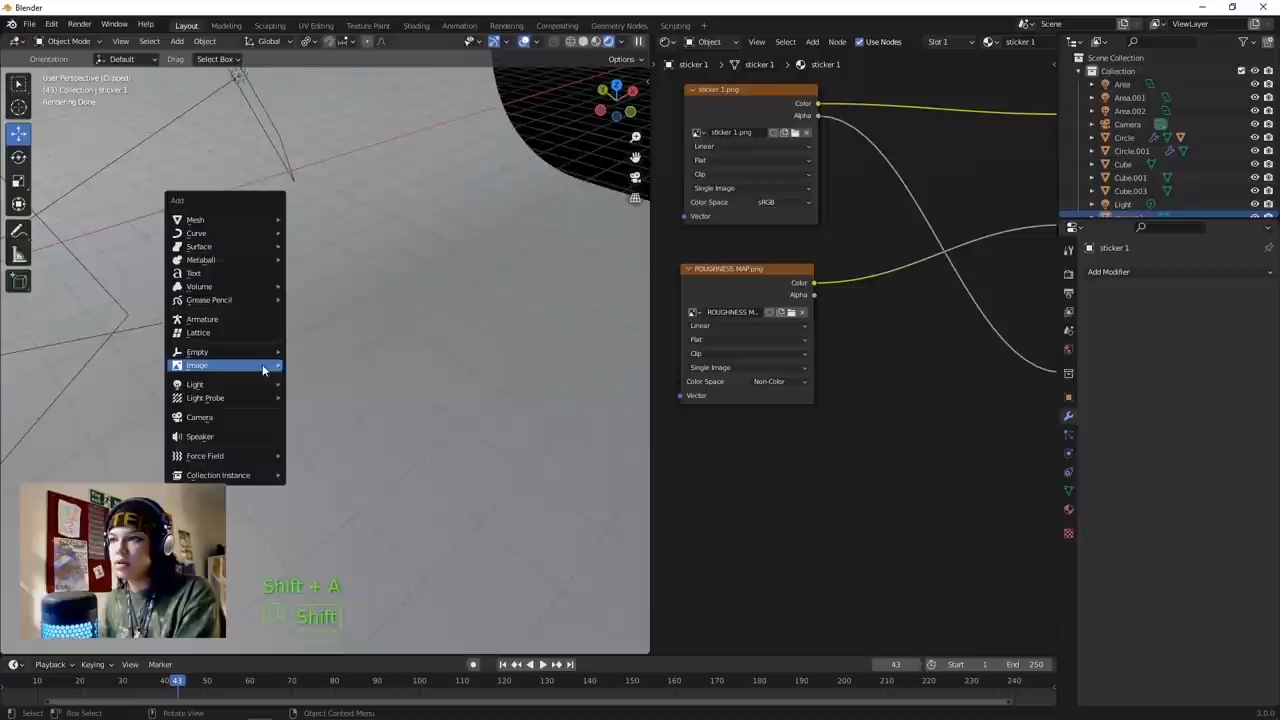 Blender
File Edit Render Window Help Layout Modeling Sculpting UV Editing Texture Paint Shading Animation Rendering Compositing Geometry Nodes Scripting + Scene ViewLayer
Object Mode View Select Add Object Global Object View Select Add Node Use Nodes Slot 1 sticker 1
Orientation Default Drag Select Box Options
sticker 1 sticker 1 sticker 1
User Perspective (Clipped)
(43) Collection | sticker 1
Rendering Done
Scene Collection
Collection
Area
Area.001
Area.002
Camera
Circle
Circle.001
Cube
Cube.001
Cube.003
Light
sticker 1
Add Modifier
sticker 1.png
Color
Alpha
sticker 1.png
Linear
Flat
Clip
Single Image
Color Space sRGB
Vector
ROUGHNESS MAP.png
Color
Alpha
ROUGHNESS M...
Linear
Flat
Clip
Single Image
Color Space Non-Color
Vector
Add
Mesh
Curve
Surface
Metaball
Text
Volume
Grease Pencil
Armature
Lattice
Empty
Image
Light
Light Probe
Camera
Speaker
Force Field
Collection Instance
Shift + A
Shift
Playback Keying View Marker 43 Start 1 End 250
10 20 30 40 43 50 60 70 80 90 100 110 120 130 140 150 160 170 180 190 200 210 220 230 240
Select Box Select Rotate View Object Context Menu 3.0.0